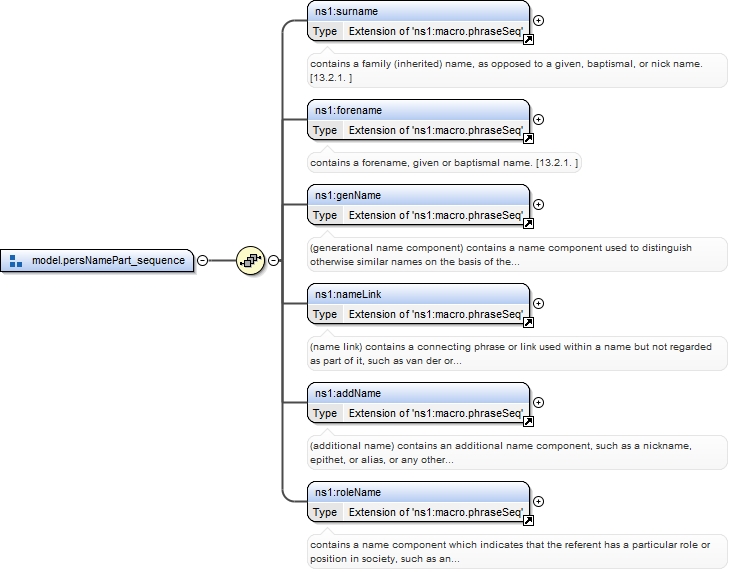 ns1:surname
Type Extension of 'ns1:macro.phraseSeq'
contains a family (inherited) name, as opposed to a given, baptismal, or nick name.
[13.2.1. ]
ns1:forename
Type Extension of 'ns1:macro.phraseSeq'
contains a forename, given or baptismal name. [13.2.1. ]
ns1:genName
Type Extension of 'ns1:macro.phraseSeq'
(generational name component) contains a name component used to distinguish
otherwise similar names on the basis of the...
model.persNamePart_sequence
ns1:nameLink
Type Extension of 'ns1:macro.phraseSeq'
(name link) contains a connecting phrase or link used within a name but not regarded
as part of it, such as van der or...
ns1:addName
Type Extension of 'ns1:macro.phraseSeq'
(additional name) contains an additional name component, such as a nickname,
epithet, or alias, or any other...
ns1:roleName
Type Extension of 'ns1:macro.phraseSeq'
contains a name component which indicates that the referent has a particular role or
position in society, such as an...